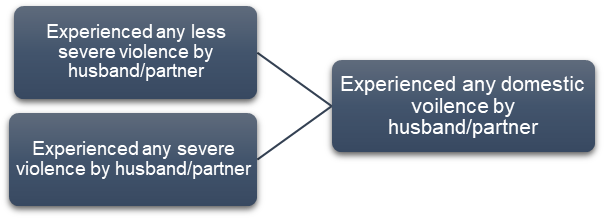 Experienced any less
severe violence by
husband/partner
Experienced any severe
violence by husband/partner
Experienced any domestic
voilence by
husband/partner